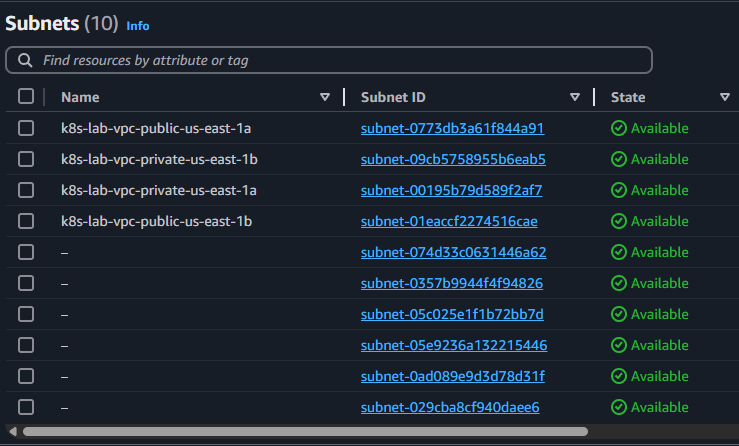 Subnets (10) Info
Find resources by attribute or tag
Name Subnet ID State
k8s-lab-vpc-public-us-east-1a subnet-0773db3a61f844a91 Available
k8s-lab-vpc-private-us-east-1b subnet-09cb5758955b6eab5 Available
k8s-lab-vpc-private-us-east-1a subnet-00195b79d589f2af7 Available
k8s-lab-vpc-public-us-east-1b subnet-01eaccf2274516cae Available
– subnet-074d33c0631446a62 Available
– subnet-0357b9944f4f94826 Available
– subnet-05c025e1f1b72bb7d Available
– subnet-05e9236a132215446 Available
– subnet-0ad089e9d3d78d31f Available
– subnet-029cba8cf940daee6 Available